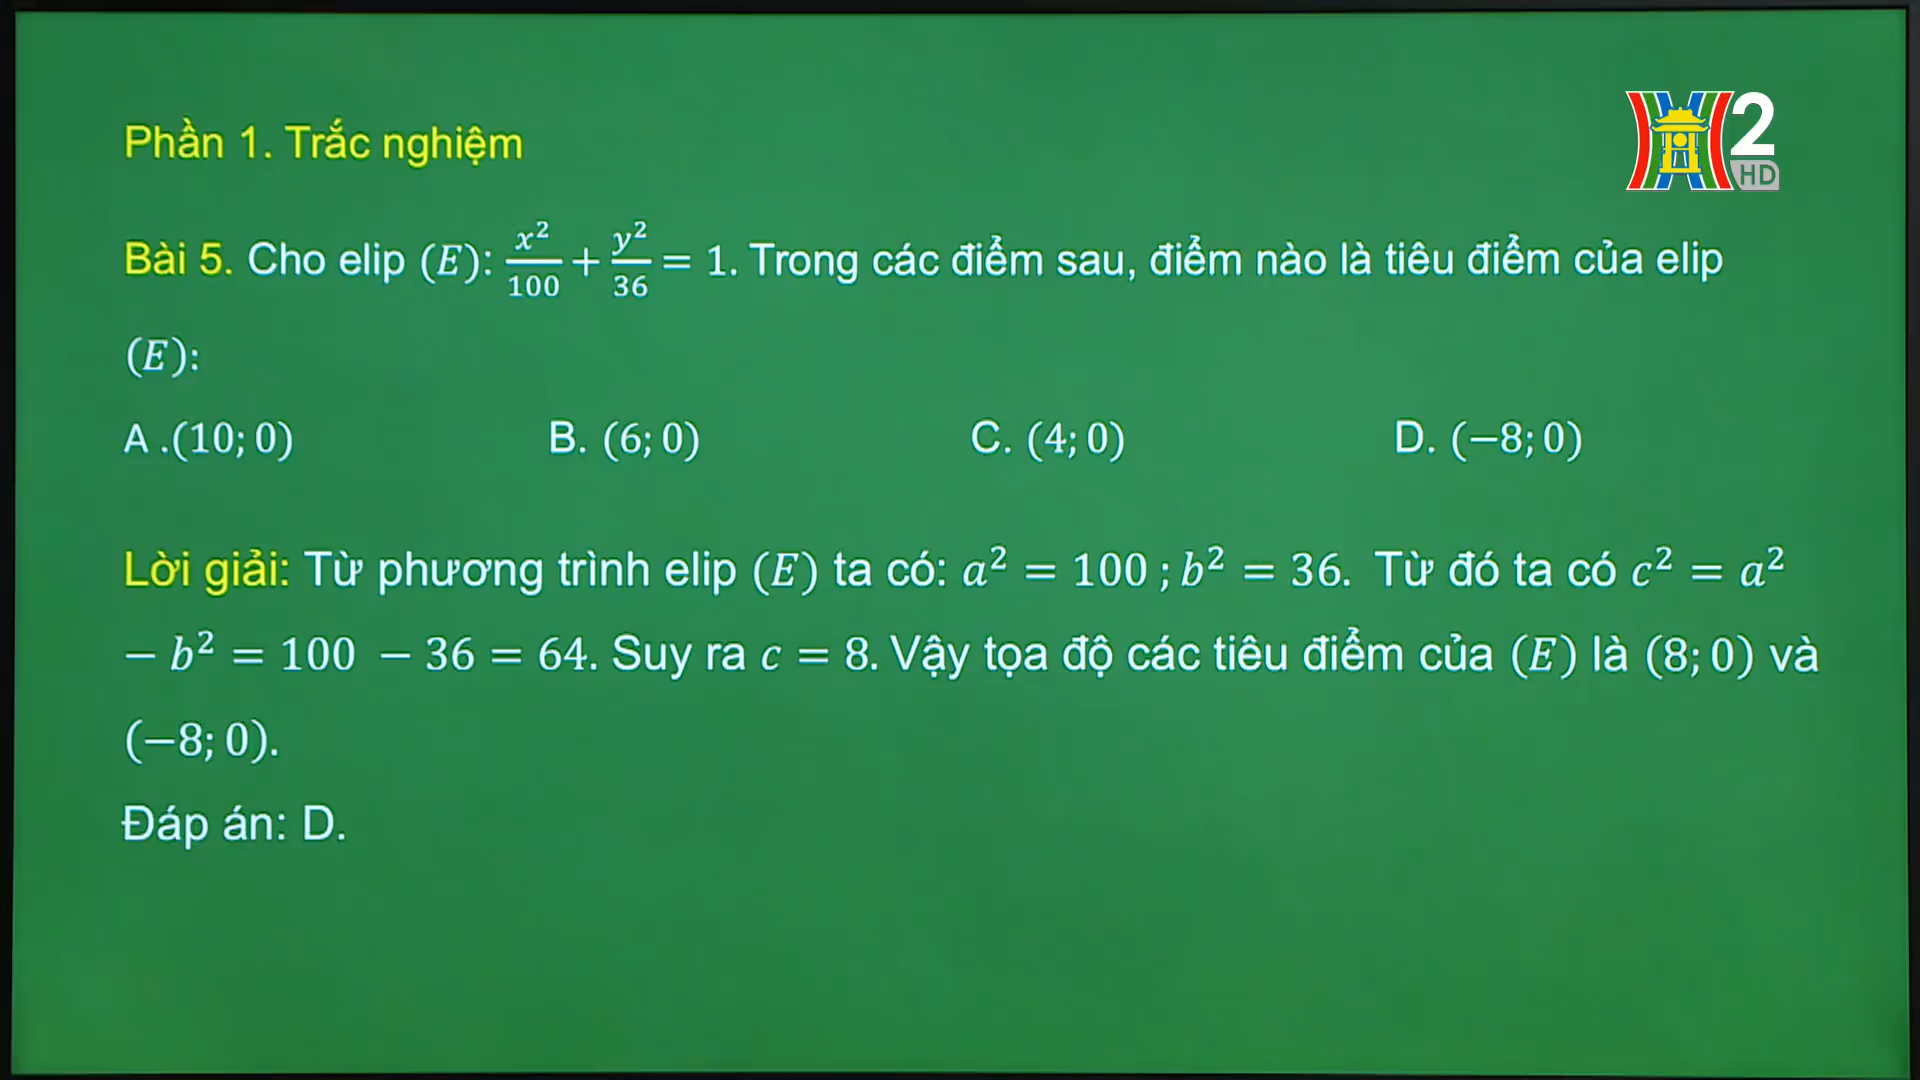 Phần 1. Trắc nghiệm
2
HD
Bài 5. Cho elip (E): x²/100 + y²/36 = 1. Trong các điểm sau, điểm nào là tiêu điểm của elip
(E):
A .(10; 0) B. (6; 0) C. (4; 0) D. (−8; 0)
Lời giải: Từ phương trình elip (E) ta có: a² = 100 ; b² = 36. Từ đó ta có c² = a²
− b² = 100 − 36 = 64. Suy ra c = 8. Vậy tọa độ các tiêu điểm của (E) là (8; 0) và
(−8; 0).
Đáp án: D.